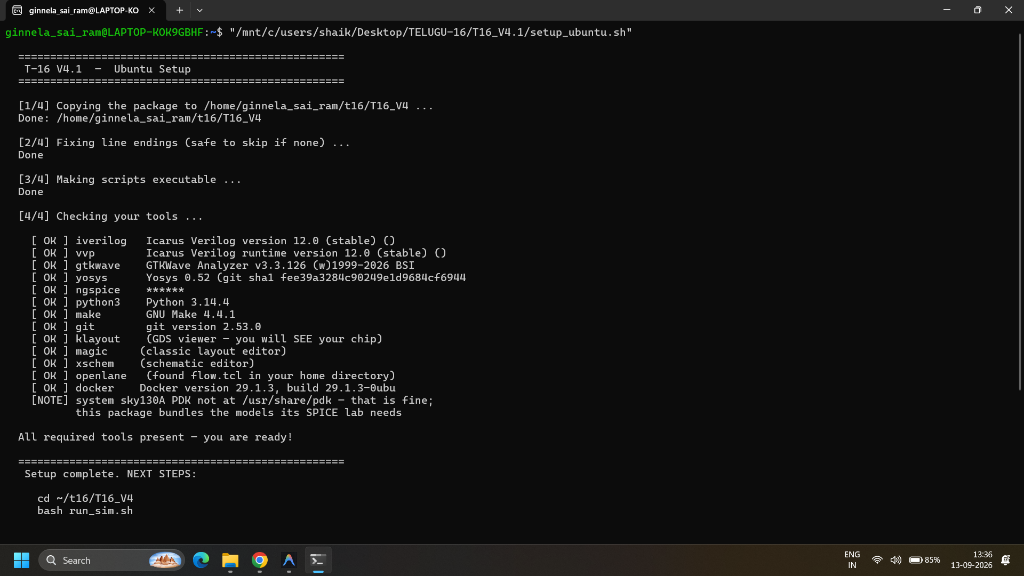 ginnela_sai_ram@LAPTOP-KO
ginnela_sai_ram@LAPTOP-KOK9GBHF:~$ "/mnt/c/users/shaik/Desktop/TELUGU-16/T16_V4.1/setup_ubuntu.sh"
===================================================
T-16 V4.1 — Ubuntu Setup
===================================================
[1/4] Copying the package to /home/ginnela_sai_ram/t16/T16_V4 ...
Done: /home/ginnela_sai_ram/t16/T16_V4
[2/4] Fixing line endings (safe to skip if none) ...
Done
[3/4] Making scripts executable ...
Done
[4/4] Checking your tools ...
[ OK ] iverilog Icarus Verilog version 12.0 (stable) ()
[ OK ] vvp Icarus Verilog runtime version 12.0 (stable) ()
[ OK ] gtkwave GTKWave Analyzer v3.3.126 (w)1999-2026 BSI
[ OK ] yosys Yosys 0.52 (git sha1 fee39a3284c90249e1d9684cf6944
[ OK ] ngspice ******
[ OK ] python3 Python 3.14.4
[ OK ] make GNU Make 4.4.1
[ OK ] git git version 2.53.0
[ OK ] klayout (GDS viewer — you will SEE your chip)
[ OK ] magic (classic layout editor)
[ OK ] xschem (schematic editor)
[ OK ] openlane (found flow.tcl in your home directory)
[ OK ] docker Docker version 29.1.3, build 29.1.3-0ubu
[NOTE] system sky130A PDK not at /usr/share/pdk — that is fine;
this package bundles the models its SPICE lab needs
All required tools present — you are ready!
===================================================
Setup complete. NEXT STEPS:
cd ~/t16/T16_V4
bash run_sim.sh
Search
ENG
IN
85%
13:36
13-09-2026